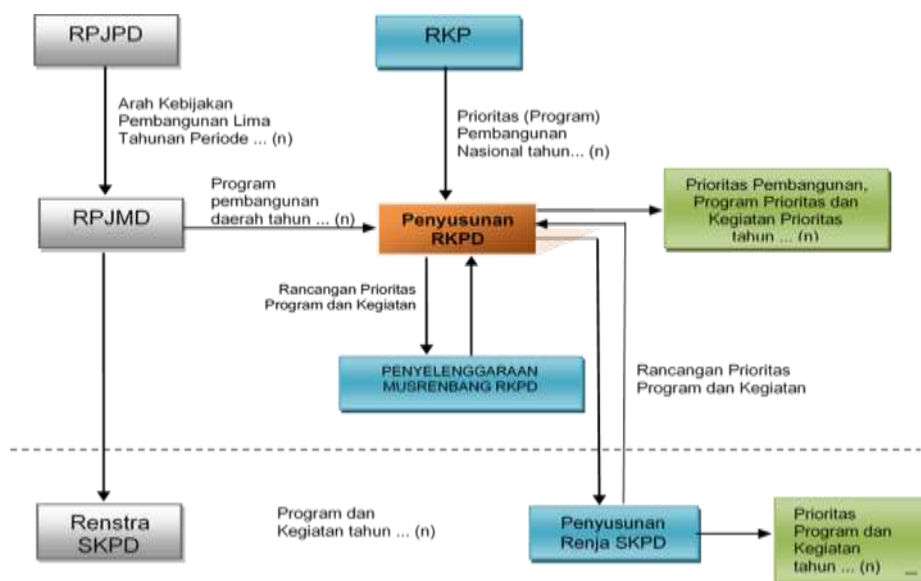 RPJPD
RKP
Arah Kebijakan
Pembangunan Lima
Tahunan Periode ... (n)
Prioritas (Program)
Pembangunan
Nasional tahun... (n)
Program
pembangunan
daerah tahun ... (n)
RPJMD
Penyusunan
RKPD
Prioritas Pembangunan,
Program Prioritas dan
Kegiatan Prioritas
tahun ... (n)
Rancangan Prioritas
Program dan Kegiatan
PENYELENGGARAAN
MUSRENBANG RKPD
Rancangan Prioritas
Program dan Kegiatan
Renstra
SKPD
Program dan
Kegiatan tahun ... (n)
Penyusunan
Renja SKPD
Prioritas
Program dan
Kegiatan
tahun ... (n)